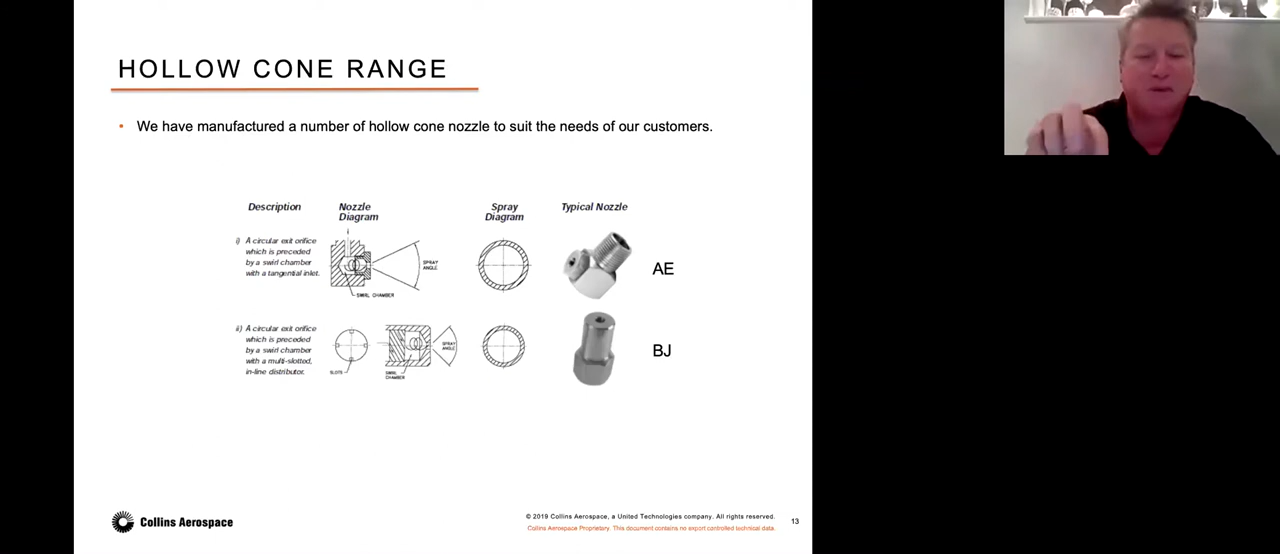 HOLLOW CONE RANGE
▪ We have manufactured a number of hollow cone nozzle to suit the needs of our customers.
Description
Nozzle
Diagram
Spray
Diagram
Typical Nozzle
i) A circular exit orifice
which is preceded
by a swirl chamber
with a tangential inlet.
SPRAY
ANGLE
SWIRL CHAMBER
AE
ii) A circular exit orifice
which is preceded
by a swirl chamber
with a multi-slotted,
in-line distributor.
SLOTS
SWIRL
CHAMBER
SPRAY
ANGLE
BJ
Collins Aerospace
© 2019 Collins Aerospace, a United Technologies company. All rights reserved.
Collins Aerospace Proprietary. This document contains no export controlled technical data.
13